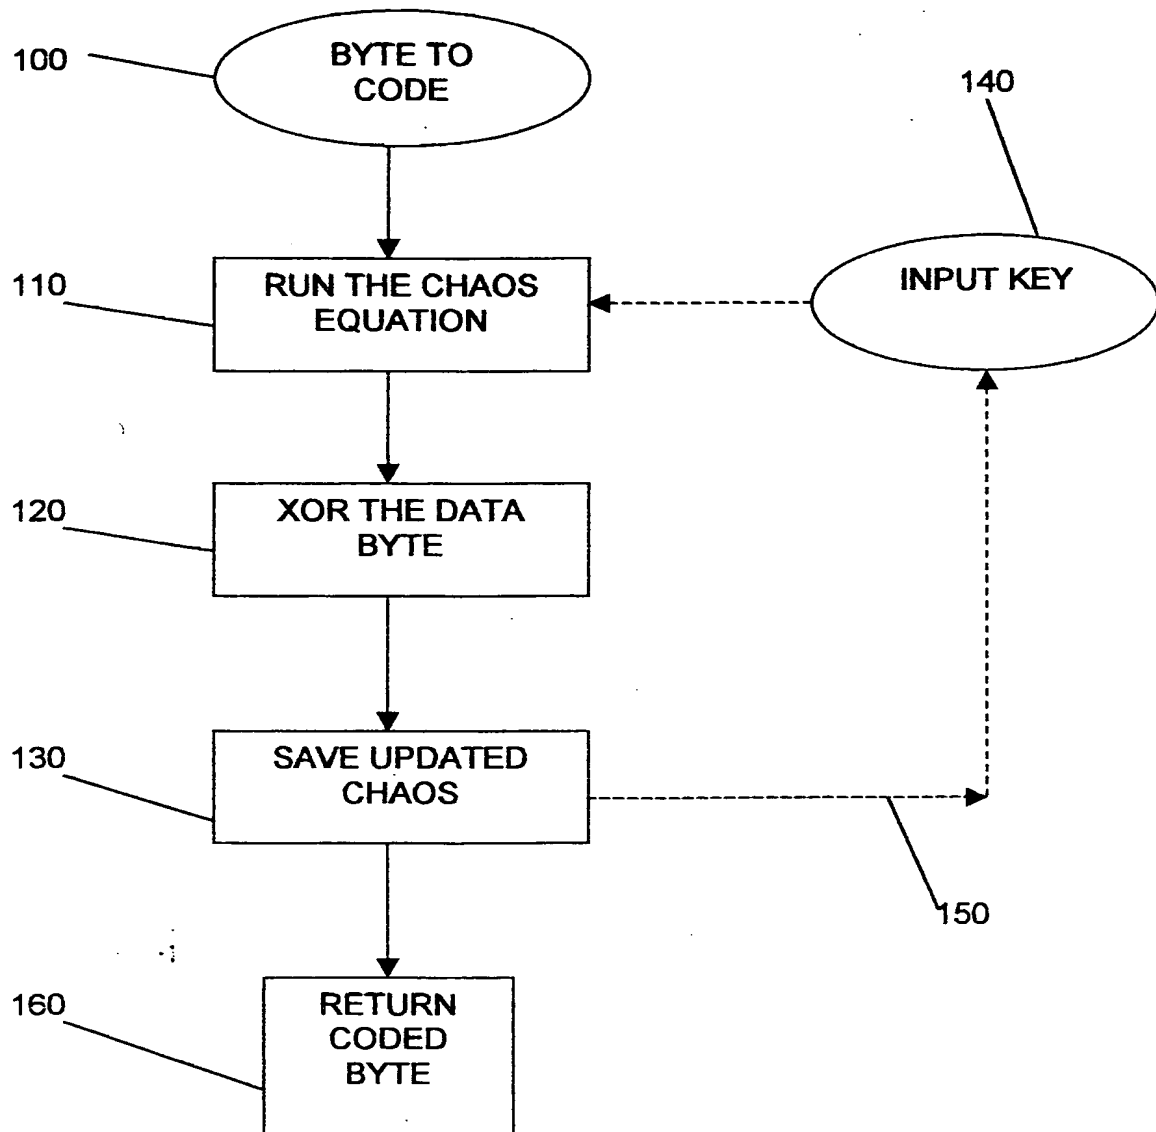 100
BYTE TO
CODE
140
110
RUN THE CHAOS
EQUATION
INPUT KEY
120
XOR THE DATA
BYTE
130
SAVE UPDATED
CHAOS
150
160
RETURN
CODED
BYTE